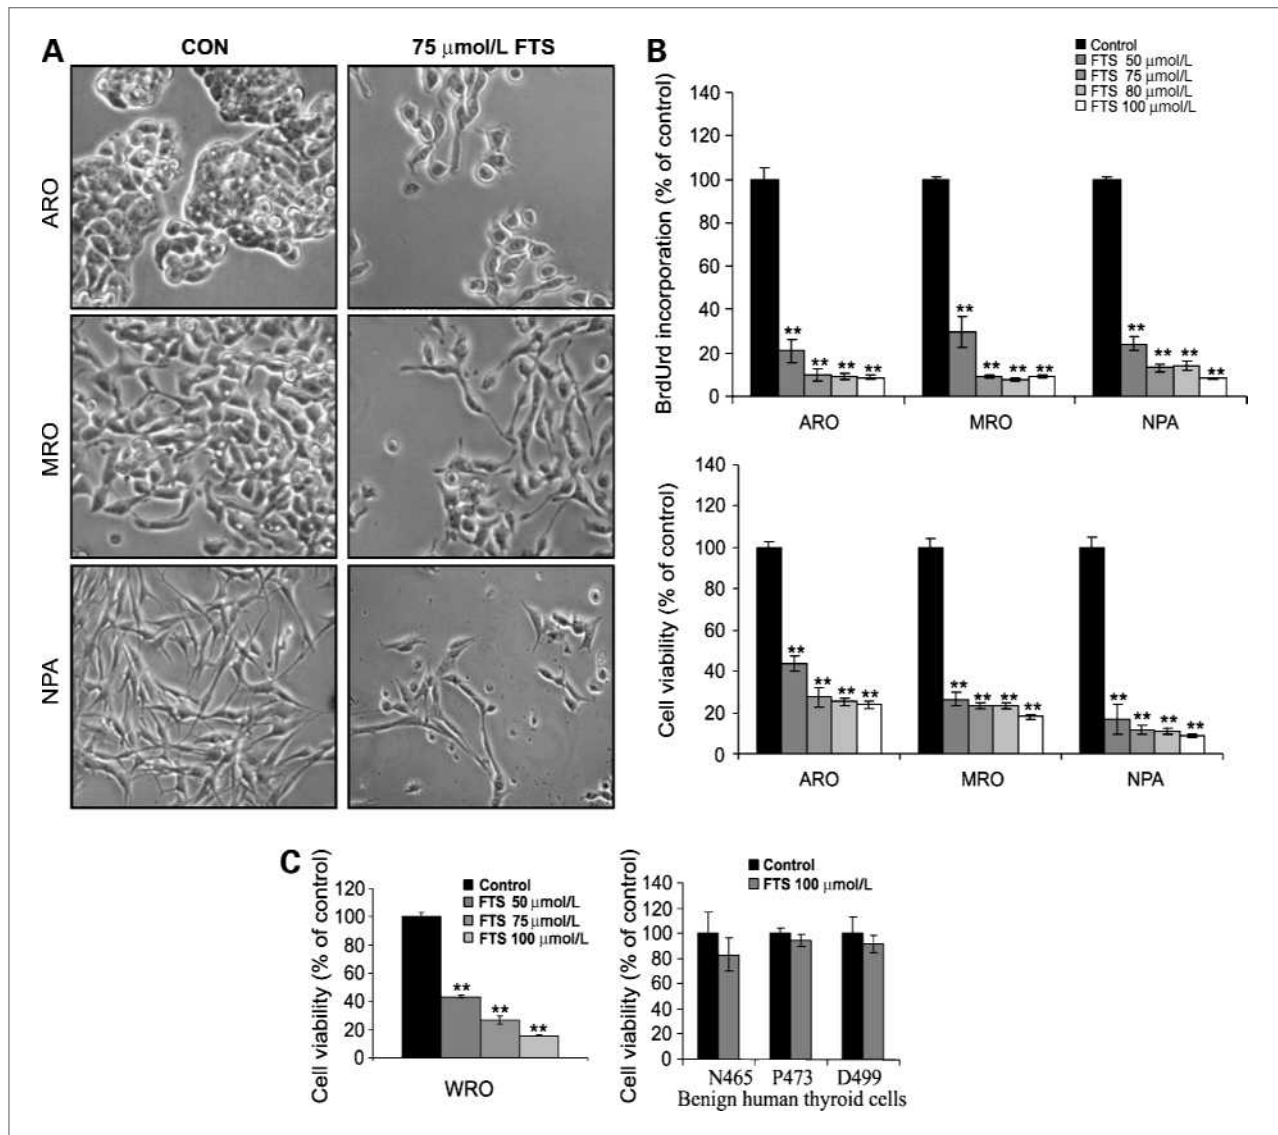 A
CON
75 μmol/L FTS
ARO
MRO
NPA
B
Control
FTS 50 μmol/L
FTS 75 μmol/L
FTS 80 μmol/L
FTS 100 μmol/L
BrdUrd incorporation (% of control)
140
120
100
80
60
40
20
0
** ** ** **
** ** ** **
** ** ** **
ARO MRO NPA
Cell viability (% of control)
140
120
100
80
60
40
20
0
** ** ** **
** ** ** **
** ** ** **
ARO MRO NPA
C
Cell viability (% of control)
120
100
80
60
40
20
0
Control
FTS 50 μmol/L
FTS 75 μmol/L
FTS 100 μmol/L
** ** **
WRO
Cell viability (% of control)
140
120
100
80
60
40
20
0
Control
FTS 100 μmol/L
N465 P473 D499
Benign human thyroid cells